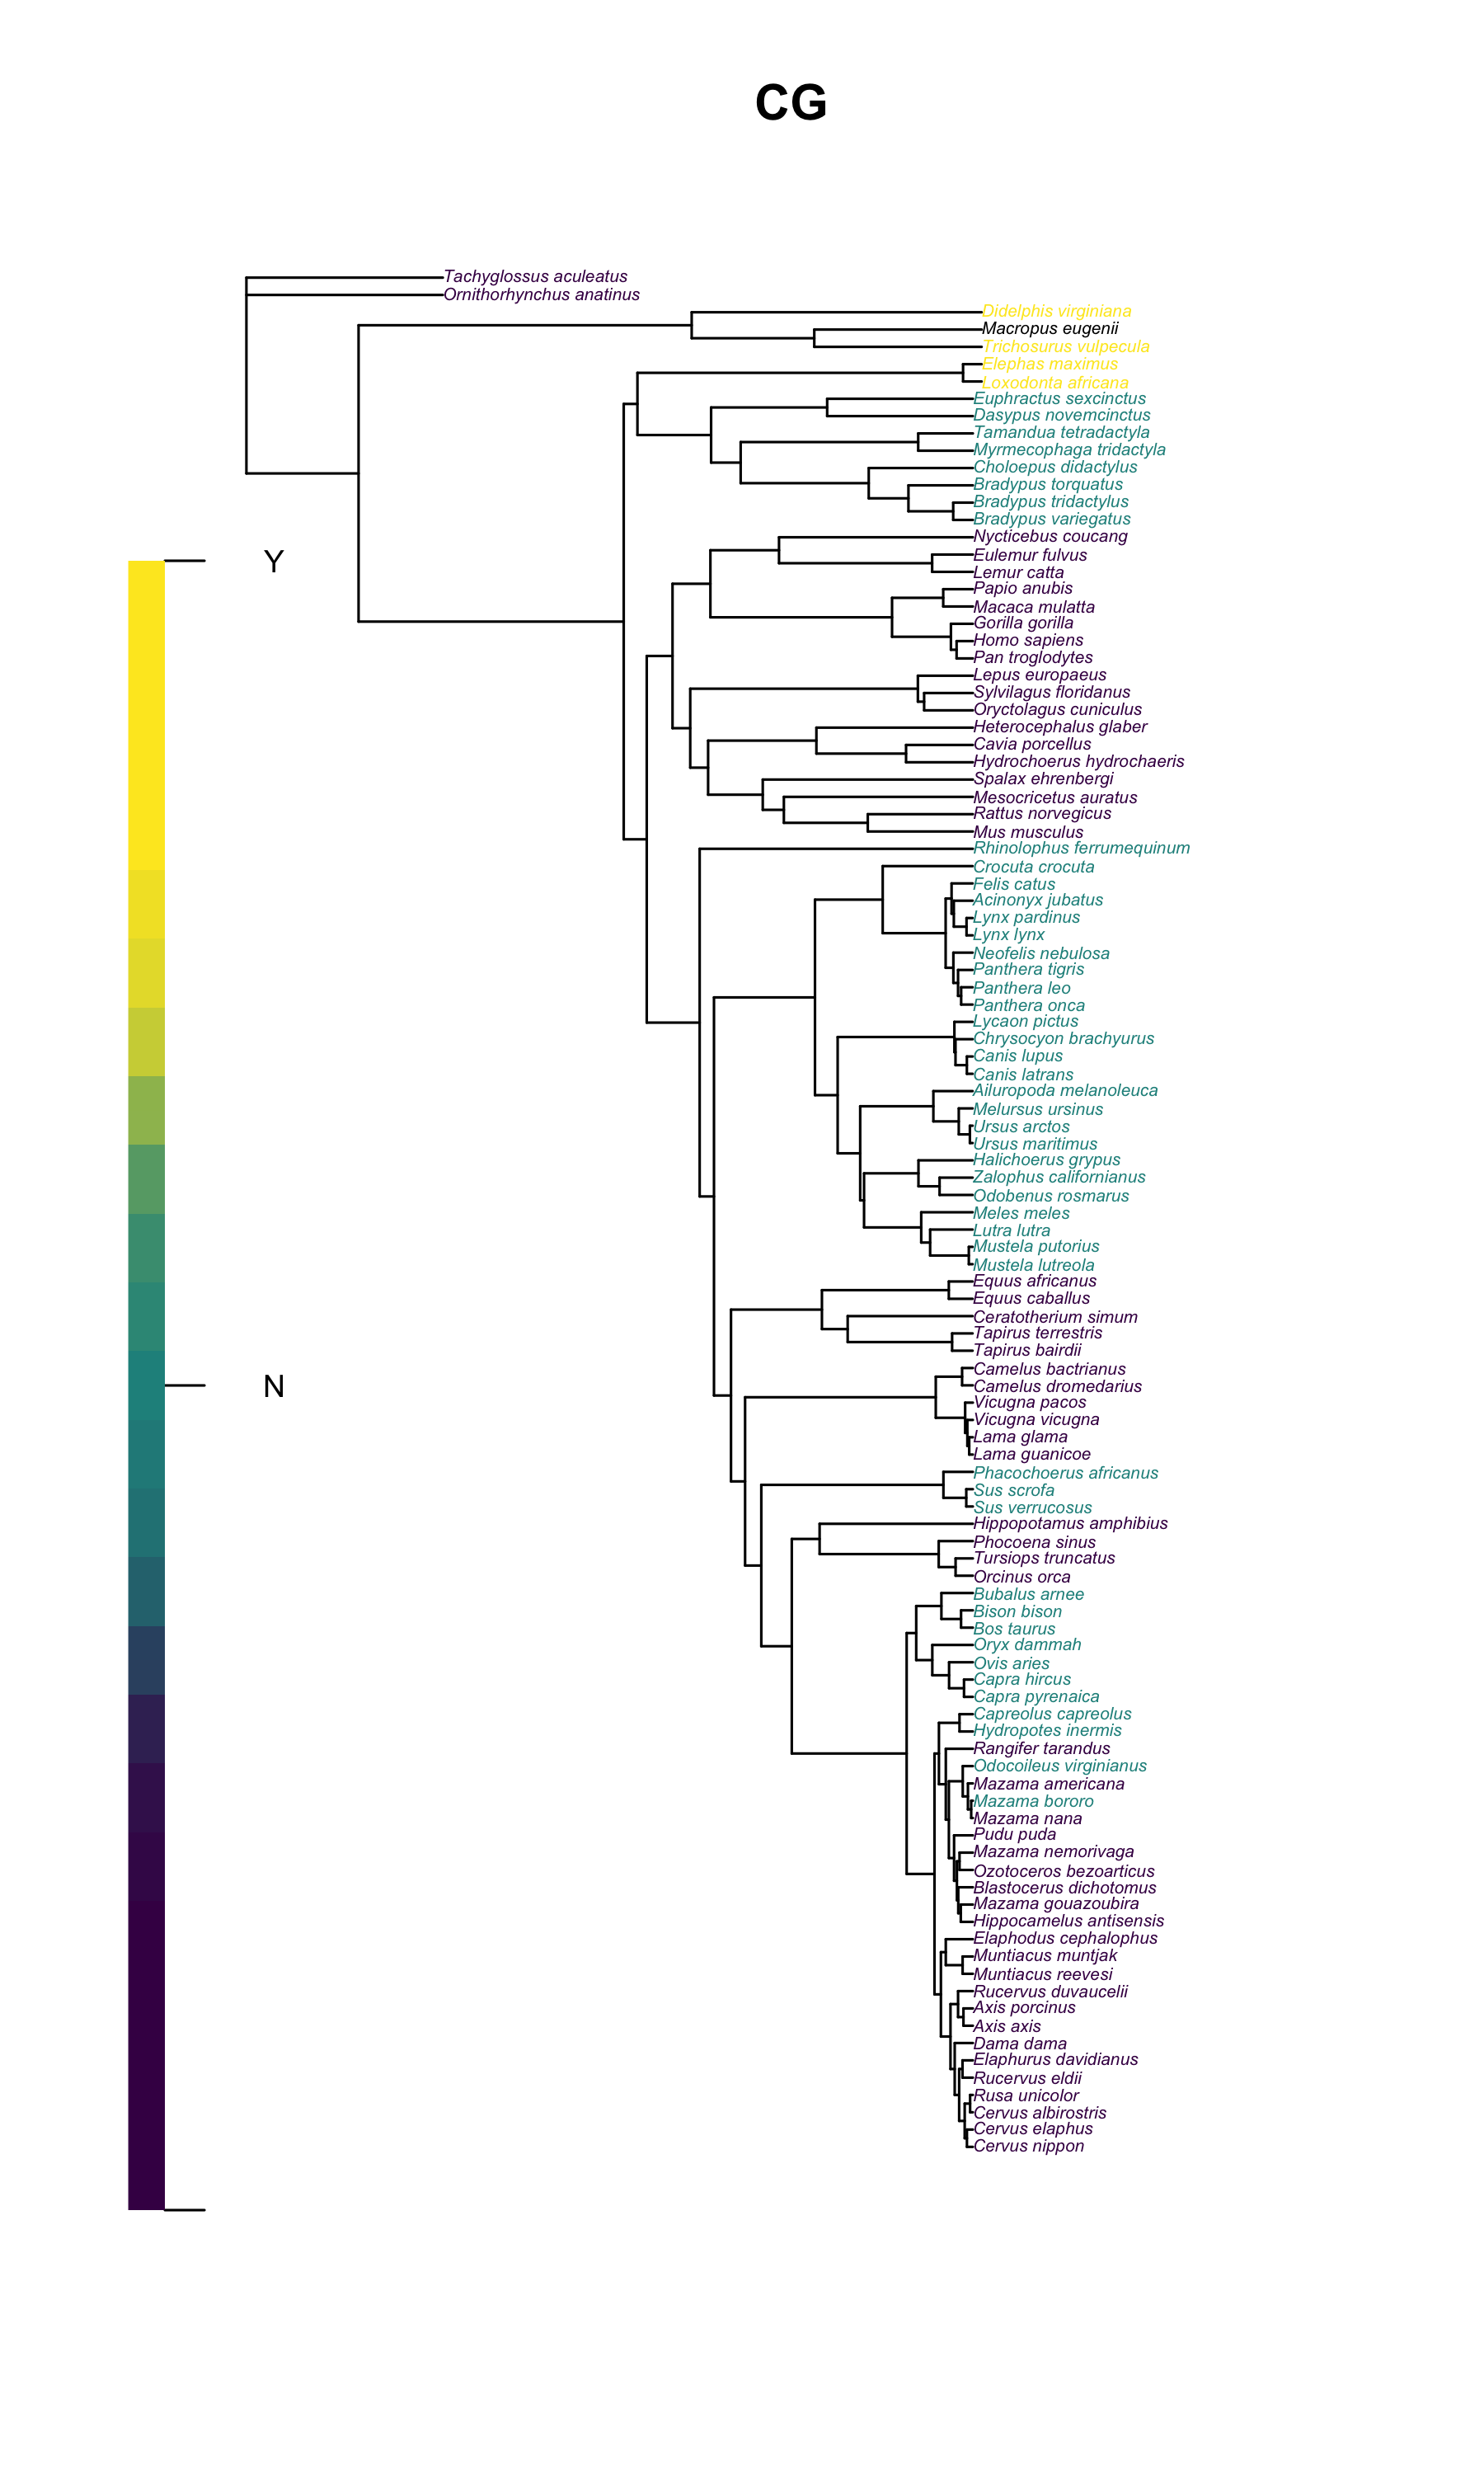 CG
Tachyglossus aculeatus
Ornithorhynchus anatinus
Didelphis virginiana
Macropus eugenii
Trichosurus vulpecula
Elephas maximus
Loxodonta africana
Euphractus sexcinctus
Dasypus novemcinctus
Tamandua tetradactyla
Myrmecophaga tridactyla
Choloepus didactylus
Bradypus torquatus
Bradypus tridactylus
Bradypus variegatus
Nycticebus coucang
Y
Eulemur fulvus
Lemur catta
Papio anubis
Macaca mulatta
Gorilla gorilla
Homo sapiens
Pan troglodytes
Lepus europaeus
Sylvilagus floridanus
Oryctolagus cuniculus
Heterocephalus glaber
Cavia porcellus
Hydrochoerus hydrochaeris
Spalax ehrenbergi
Mesocricetus auratus
Rattus norvegicus
Mus musculus
Rhinolophus ferrumequinum
Crocuta crocuta
Felis catus
Acinonyx jubatus
Lynx pardinus
Lynx lynx
Neofelis nebulosa
Panthera tigris
Panthera leo
Panthera onca
Lycaon pictus
Chrysocyon brachyurus
Canis lupus
Canis latrans
Ailuropoda melanoleuca
Melursus ursinus
Ursus arctos
Ursus maritimus
Halichoerus grypus
Zalophus californianus
Odobenus rosmarus
Meles meles
Lutra lutra
Mustela putorius
Mustela lutreola
Equus africanus
Equus caballus
Ceratotherium simum
Tapirus terrestris
Tapirus bairdii
Camelus bactrianus
N
Camelus dromedarius
Vicugna pacos
Vicugna vicugna
Lama glama
Lama guanicoe
Phacochoerus africanus
Sus scrofa
Sus verrucosus
Hippopotamus amphibius
Phocoena sinus
Tursiops truncatus
Orcinus orca
Bubalus arnee
Bison bison
Bos taurus
Oryx dammah
Ovis aries
Capra hircus
Capra pyrenaica
Capreolus capreolus
Hydropotes inermis
Rangifer tarandus
Odocoileus virginianus
Mazama americana
Mazama bororo
Mazama nana
Pudu puda
Mazama nemorivaga
Ozotoceros bezoarticus
Blastocerus dichotomus
Mazama gouazoubira
Hippocamelus antisensis
Elaphodus cephalophus
Muntiacus muntjak
Muntiacus reevesi
Rucervus duvaucelii
Axis porcinus
Axis axis
Dama dama
Elaphurus davidianus
Rucervus eldii
Rusa unicolor
Cervus albirostris
Cervus elaphus
Cervus nippon